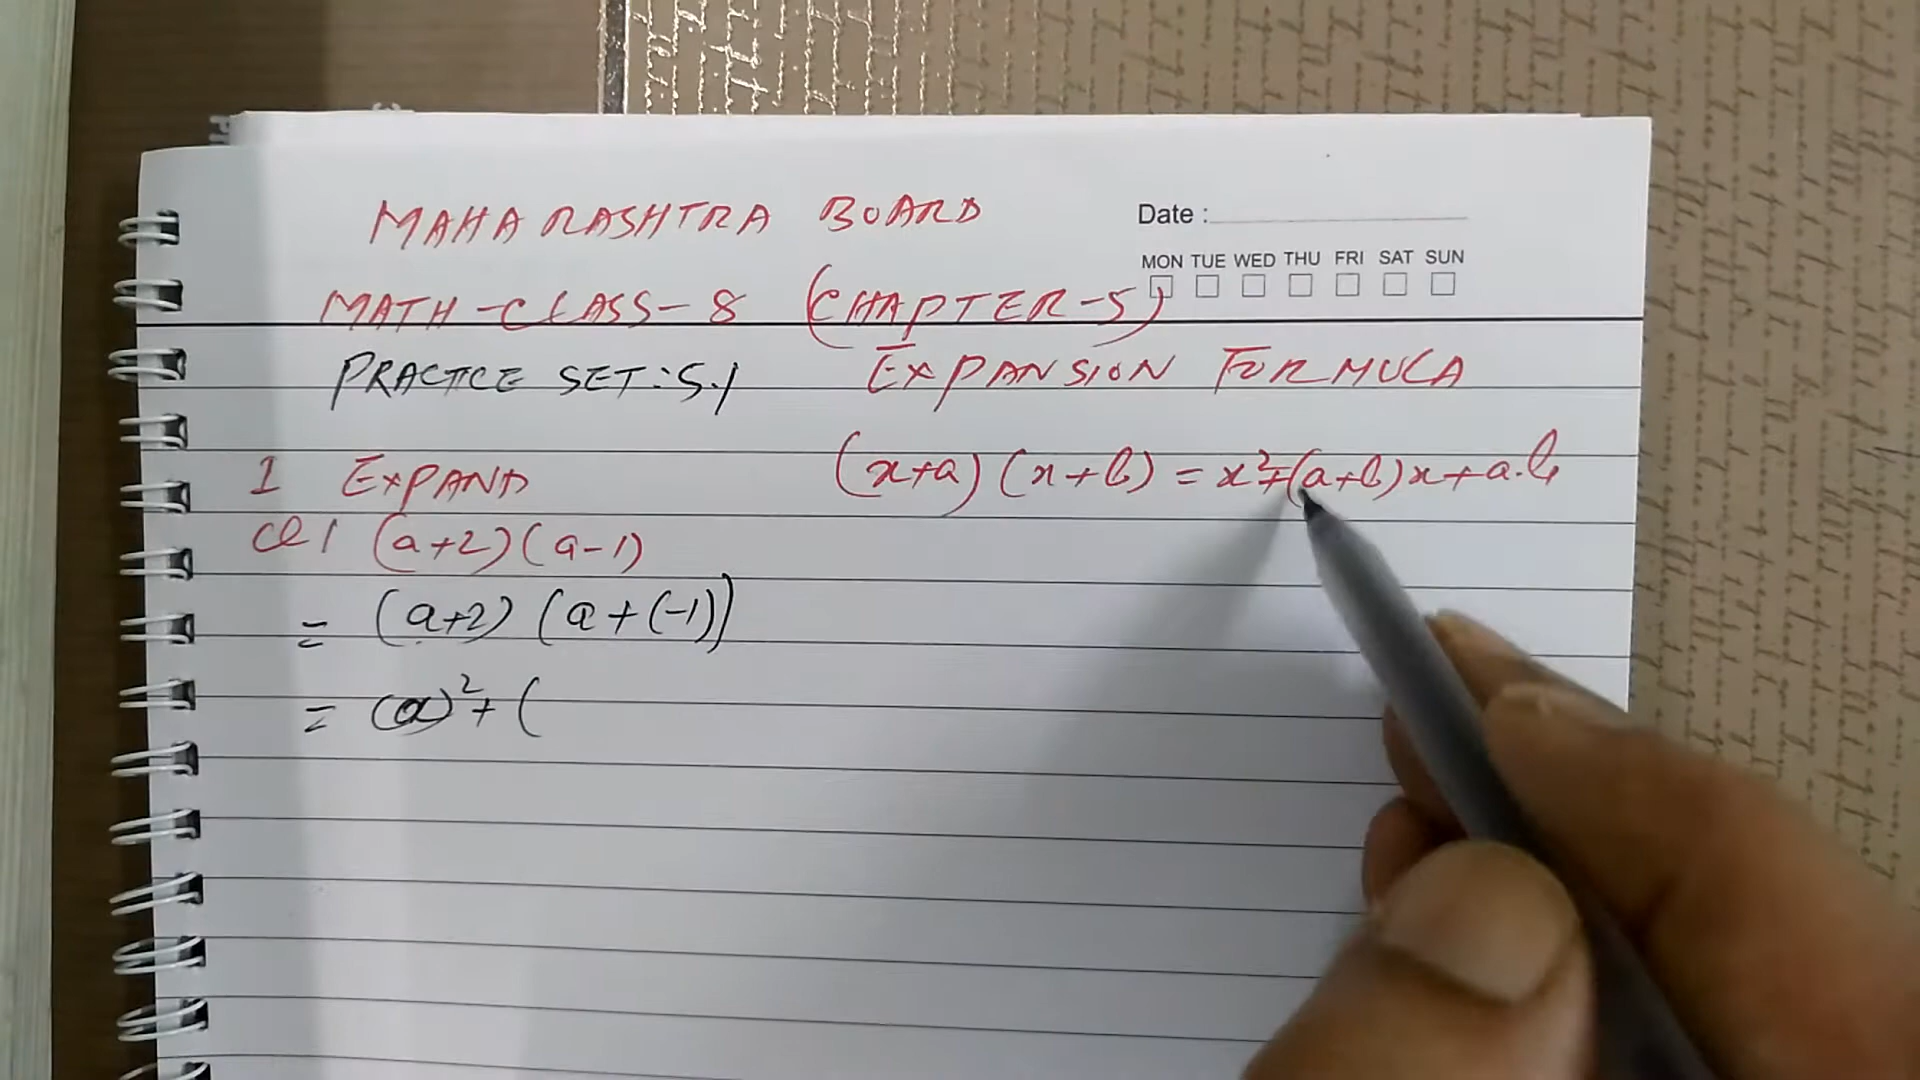 MAHARASHTRA BOARD
Date :
MON TUE WED THU FRI SAT SUN
MATH-CLASS-8 (CHAPTER-5)
PRACTICE SET:5.1 EXPANSION FORMULA
(x+a) (x+b) = x²+(a+b)x+a.b
1 EXPAND
Q1 (a+2)(a-1)
= (a+2) (a+(-1))
= (a)²+(